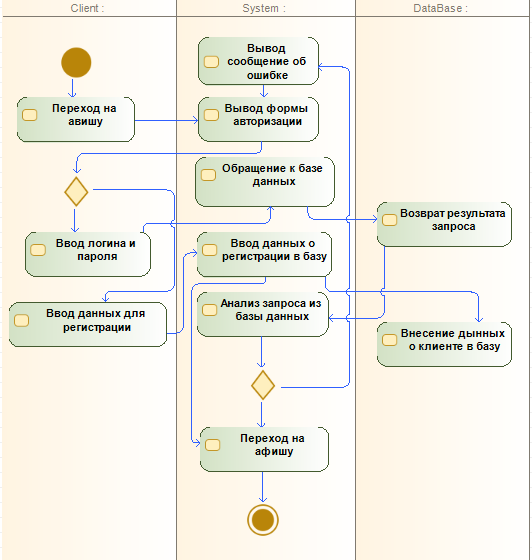 Client :
System :
DataBase :
Вывод
сообщение об
ошибке
Переход на
авишу
Вывод формы
авторизации
Обращение к базе
данных
Возврат результата
запроса
Ввод логина и
пароля
Ввод данных о
регистрации в базу
Ввод данных для
регистрации
Анализ запроса из
базы данных
Внесение дынных
о клиенте в базу
Переход на
афишу